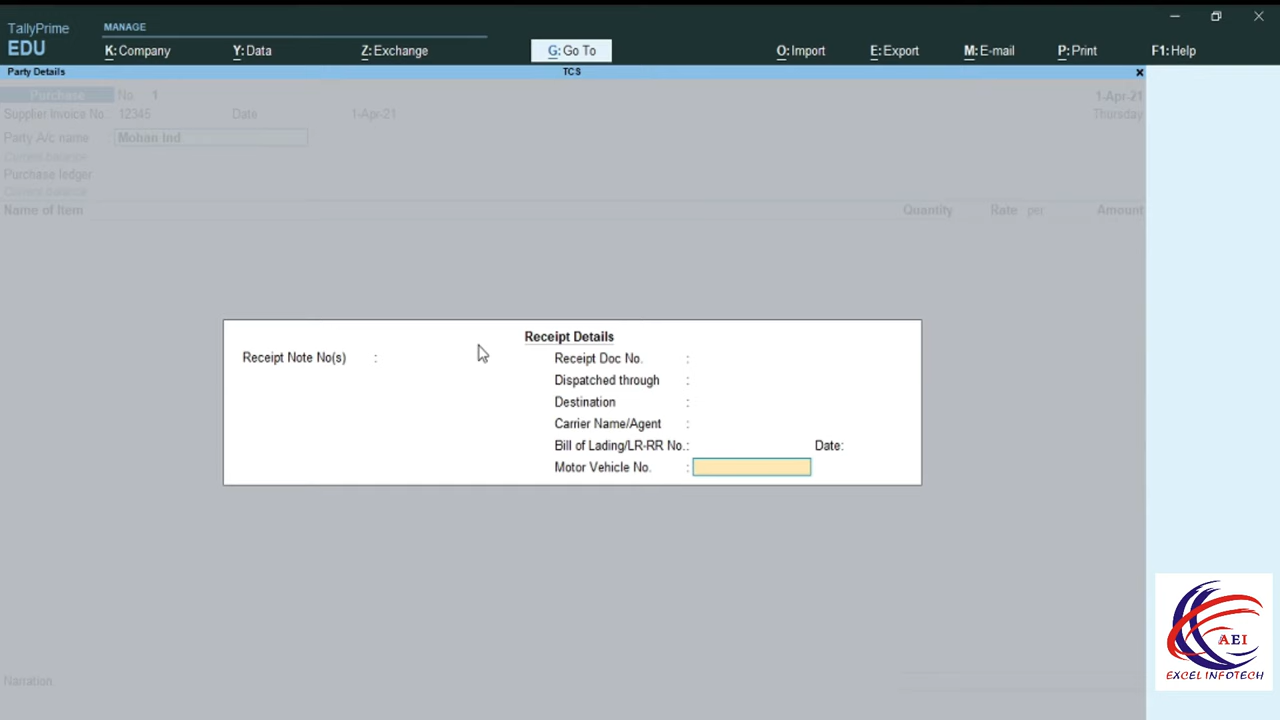 TallyPrime
MANAGE
EDU
K: Company
Y: Data
Z: Exchange
G: Go To
O: Import
E: Export
M: E-mail
P: Print
F1: Help
Party Details
TCS
Purchase No. 1
1-Apr-21
Supplier Invoice No.: 12345 Date 1-Apr-21
Thursday
Party A/c name : Mohan Ind
Current balance
Purchase ledger
Current balance
Name of Item Quantity Rate per Amount
Receipt Details
Receipt Note No(s) :
Receipt Doc No. :
Dispatched through :
Destination :
Carrier Name/Agent :
Bill of Lading/LR-RR No. : Date:
Motor Vehicle No. :
Narration:
AEI
EXCEL INFOTECH